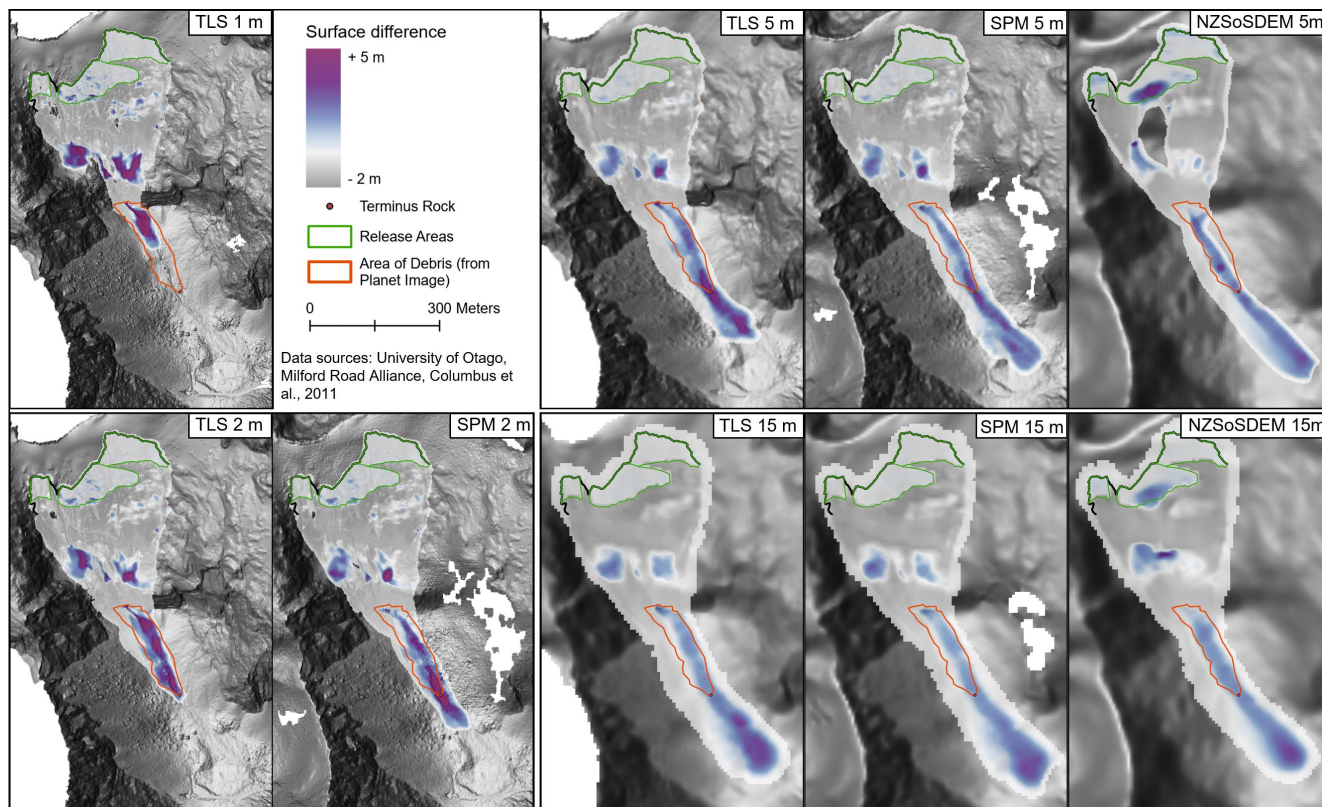 TLS 1 m
Surface difference
+ 5 m
- 2 m
Terminus Rock
Release Areas
Area of Debris (from
Planet Image)
0
300 Meters
Data sources: University of Otago,
Milford Road Alliance, Columbus et
al., 2011
TLS 5 m
SPM 5 m
NZSoSDEM 5m
TLS 2 m
SPM 2 m
TLS 15 m
SPM 15 m
NZSoSDEM 15m